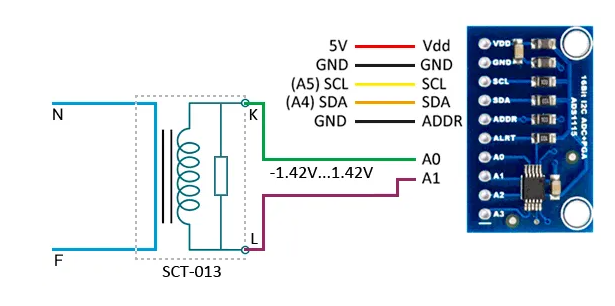 5V Vdd
GND GND
(A5) SCL SCL
(A4) SDA SDA
GND ADDR
N
K
A0
-1.42V...1.42V
A1
L
F
SCT-013
VDD
GND
SCL
SDA
ADDR
ALRT
A0
A1
A2
A3
16Bit I2C ADC+PGA
ADS1115